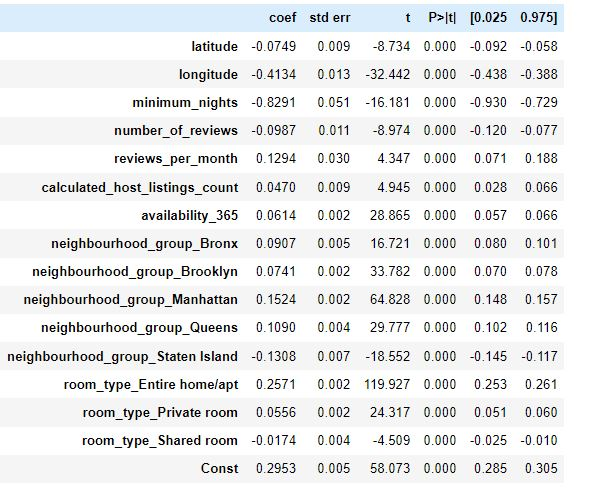 coef std err t P>|t| [0.025 0.975]
latitude -0.0749 0.009 -8.734 0.000 -0.092 -0.058
longitude -0.4134 0.013 -32.442 0.000 -0.438 -0.388
minimum_nights -0.8291 0.051 -16.181 0.000 -0.930 -0.729
number_of_reviews -0.0987 0.011 -8.974 0.000 -0.120 -0.077
reviews_per_month 0.1294 0.030 4.347 0.000 0.071 0.188
calculated_host_listings_count 0.0470 0.009 4.945 0.000 0.028 0.066
availability_365 0.0614 0.002 28.865 0.000 0.057 0.066
neighbourhood_group_Bronx 0.0907 0.005 16.721 0.000 0.080 0.101
neighbourhood_group_Brooklyn 0.0741 0.002 33.782 0.000 0.070 0.078
neighbourhood_group_Manhattan 0.1524 0.002 64.828 0.000 0.148 0.157
neighbourhood_group_Queens 0.1090 0.004 29.777 0.000 0.102 0.116
neighbourhood_group_Staten Island -0.1308 0.007 -18.552 0.000 -0.145 -0.117
room_type_Entire home/apt 0.2571 0.002 119.927 0.000 0.253 0.261
room_type_Private room 0.0556 0.002 24.317 0.000 0.051 0.060
room_type_Shared room -0.0174 0.004 -4.509 0.000 -0.025 -0.010
Const 0.2953 0.005 58.073 0.000 0.285 0.305